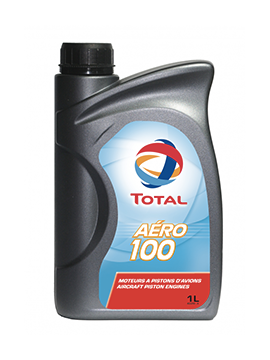 TOTAL
AÉRO
100
MOTEURS A PISTONS D'AVIONS
AIRCRAFT PISTON ENGINES
1L